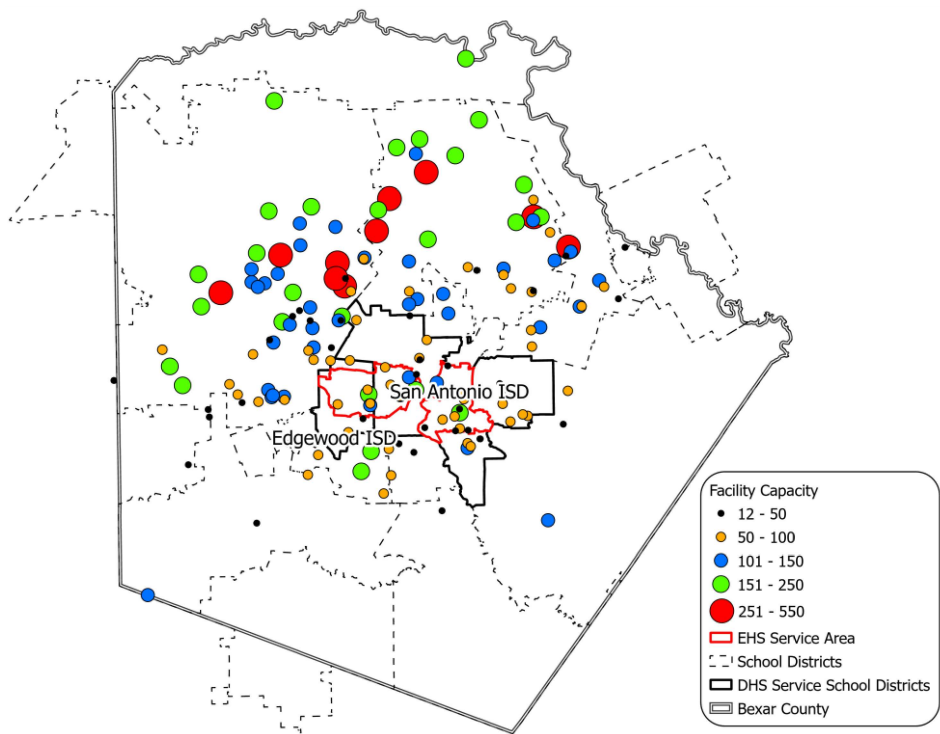 San Antonio ISD
Edgewood ISD
Facility Capacity
12 - 50
50 - 100
101 - 150
151 - 250
251 - 550
EHS Service Area
School Districts
DHS Service School Districts
Bexar County